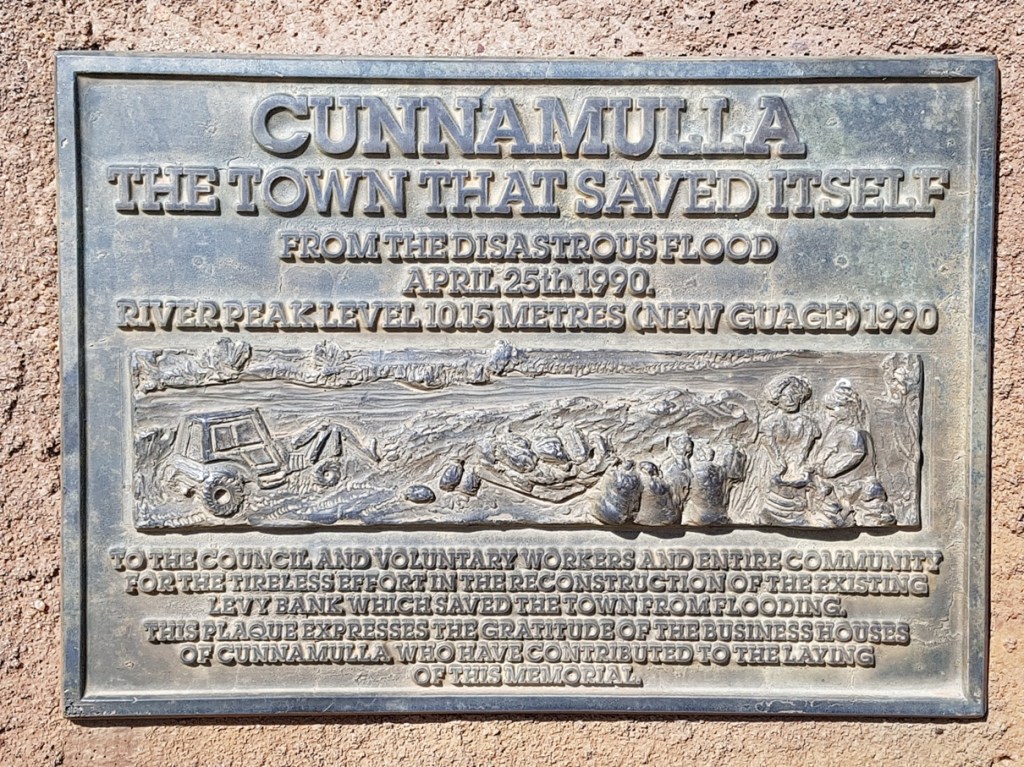 CUNNAMULLA
THE TOWN THAT SAVED ITSELF
FROM THE DISASTROUS FLOOD
APRIL 25th 1990.
RIVER PEAK LEVEL 10.15 METRES (NEW GUAGE) 1990
TO THE COUNCIL AND VOLUNTARY WORKERS AND ENTIRE COMMUNITY
FOR THE TIRELESS EFFORT IN THE RECONSTRUCTION OF THE EXISTING
LEVY BANK WHICH SAVED THE TOWN FROM FLOODING.
THIS PLAQUE EXPRESSES THE GRATITUDE OF THE BUSINESS HOUSES
OF CUNNAMULLA, WHO HAVE CONTRIBUTED TO THE LAYING
OF THIS MEMORIAL.